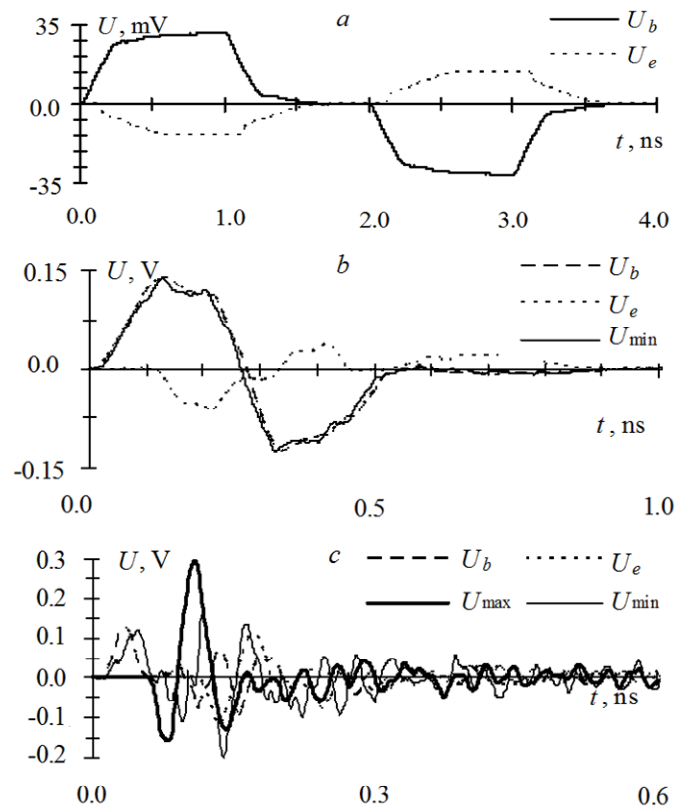 35
U, mV
a
U_b
U_e
0.0
t, ns
-35
0.0
1.0
2.0
3.0
4.0
0.15
U, V
b
U_b
U_e
U_min
0.0
t, ns
-0.15
0.0
0.5
1.0
0.3
U, V
c
U_b
U_e
U_max
U_min
0.2
0.1
0.0
t, ns
-0.1
-0.2
0.0
0.3
0.6